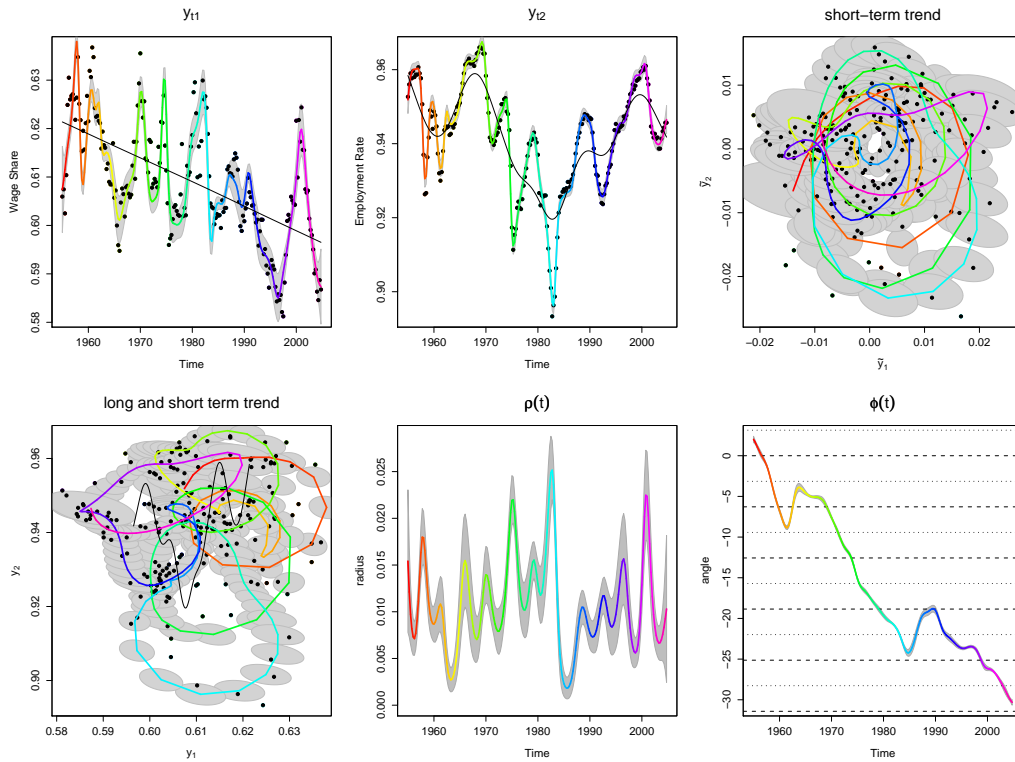 y_t1
Wage Share
0.58 0.59 0.60 0.61 0.62 0.63
1960 1970 1980 1990 2000
Time
y_t2
Employment Rate
0.90 0.92 0.94 0.96
1960 1970 1980 1990 2000
Time
short−term trend
ỹ_2
−0.02 −0.01 0.00 0.01
−0.02 −0.01 0.00 0.01 0.02
ỹ_1
long and short term trend
y_2
0.90 0.92 0.94 0.96
0.58 0.59 0.60 0.61 0.62 0.63
y_1
ρ(t)
radius
0.000 0.005 0.010 0.015 0.020 0.025
1960 1970 1980 1990 2000
Time
ϕ(t)
angle
−30 −25 −20 −15 −10 −5 0
1960 1970 1980 1990 2000
Time